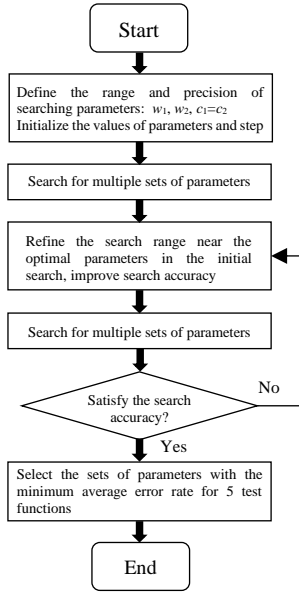 Start
Define the range and precision of
searching parameters: w₁, w₂, c₁=c₂
Initialize the values of parameters and step
Search for multiple sets of parameters
Refine the search range near the
optimal parameters in the initial
search, improve search accuracy
Search for multiple sets of parameters
Satisfy the search
accuracy?
No
Yes
Select the sets of parameters with the
minimum average error rate for 5 test
functions
End